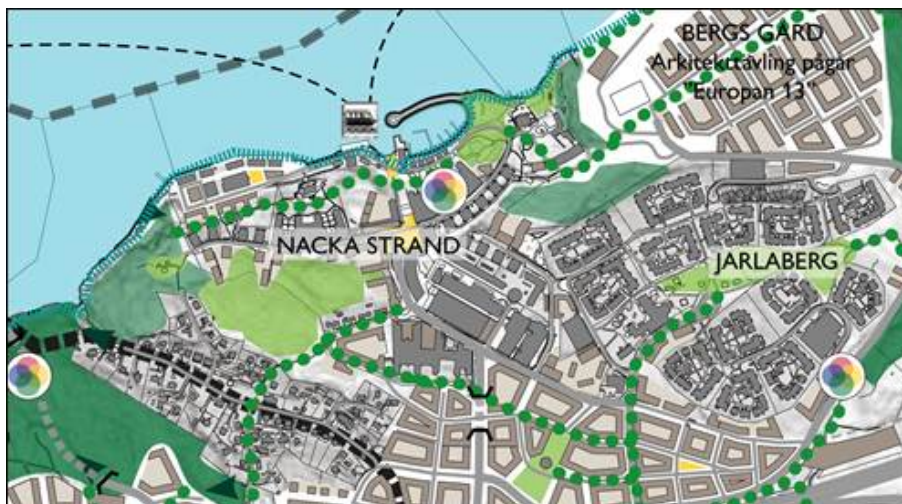 BERGS GÅRD
Arkitekttävling pågår
"Europan 13"
NACKA STRAND
JARLABERG